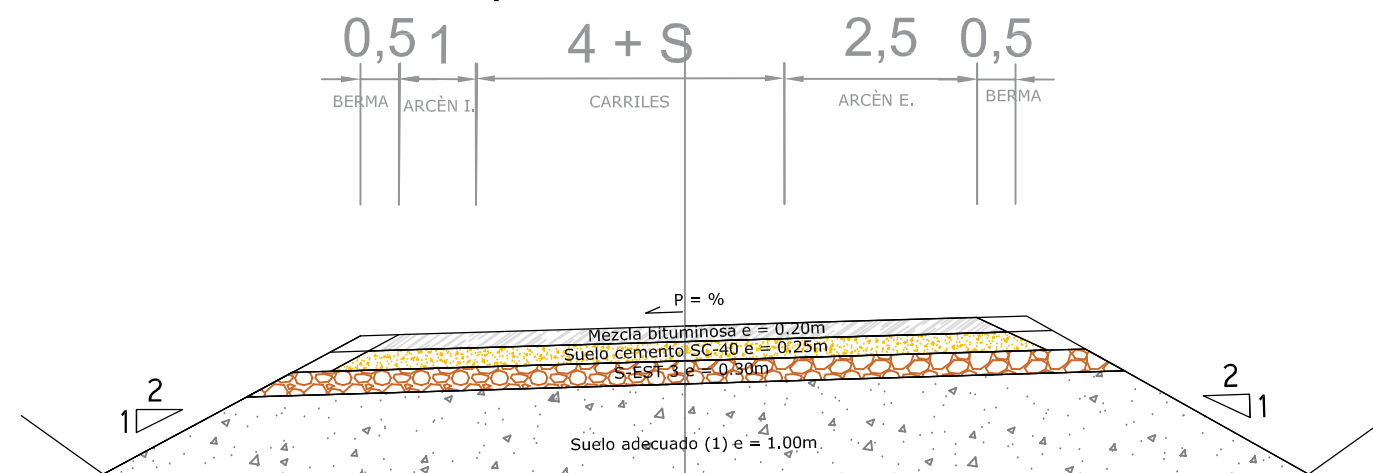 0,5 1 4 + S 2,5 0,5
BERMA ARCÈN I. CARRILES ARCÈN E. BERMA
P = %
Mezcla bituminosa e = 0.20m
Suelo cemento SC-40 e = 0.25m
S-EST 3 e = 0.30m
2
1
2
1
Suelo adecuado (1) e = 1.00m